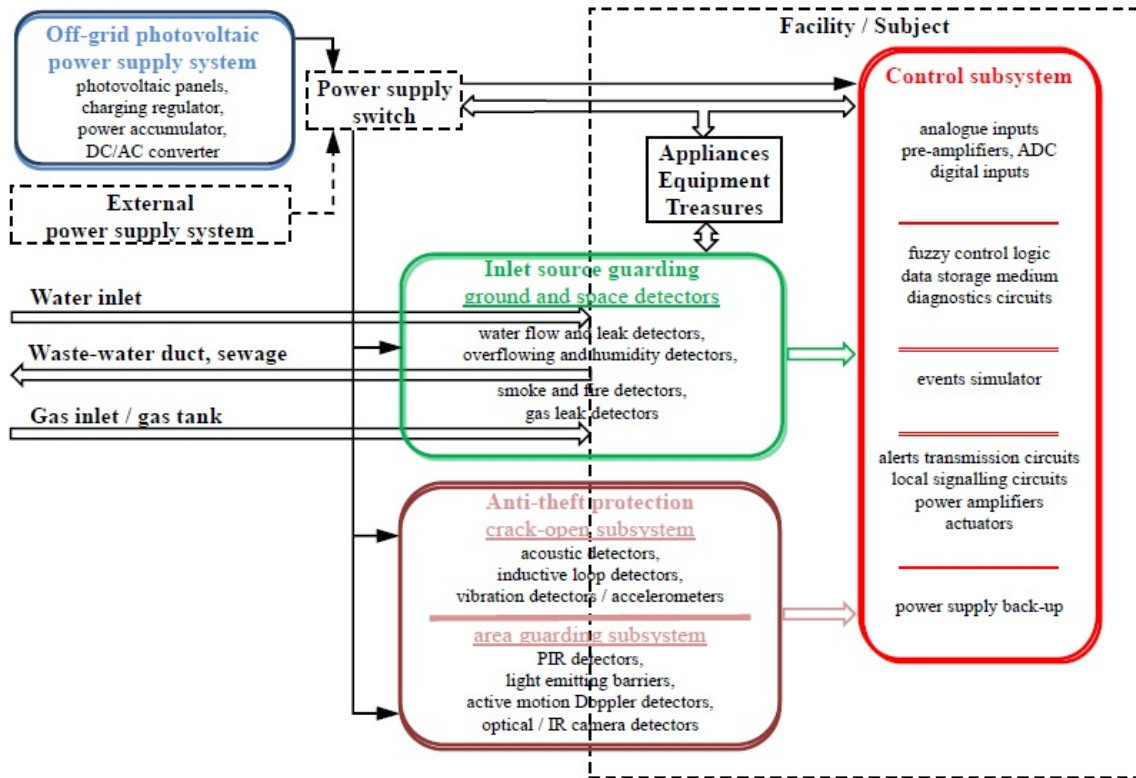 Off-grid photovoltaic
power supply system
photovoltaic panels,
charging regulator,
power accumulator,
DC/AC converter
Power supply
switch
External
power supply system
Facility / Subject
Control subsystem
analogue inputs
pre-amplifiers, ADC
digital inputs
fuzzy control logic
data storage medium
diagnostics circuits
events simulator
alerts transmission circuits
local signalling circuits
power amplifiers
actuators
power supply back-up
Appliances
Equipment
Treasures
Water inlet
Waste-water duct, sewage
Gas inlet / gas tank
Inlet source guarding
ground and space detectors
water flow and leak detectors,
overflowing and humidity detectors,
smoke and fire detectors,
gas leak detectors
Anti-theft protection
crack-open subsystem
acoustic detectors,
inductive loop detectors,
vibration detectors / accelerometers
area guarding subsystem
PIR detectors,
light emitting barriers,
active motion Doppler detectors,
optical / IR camera detectors